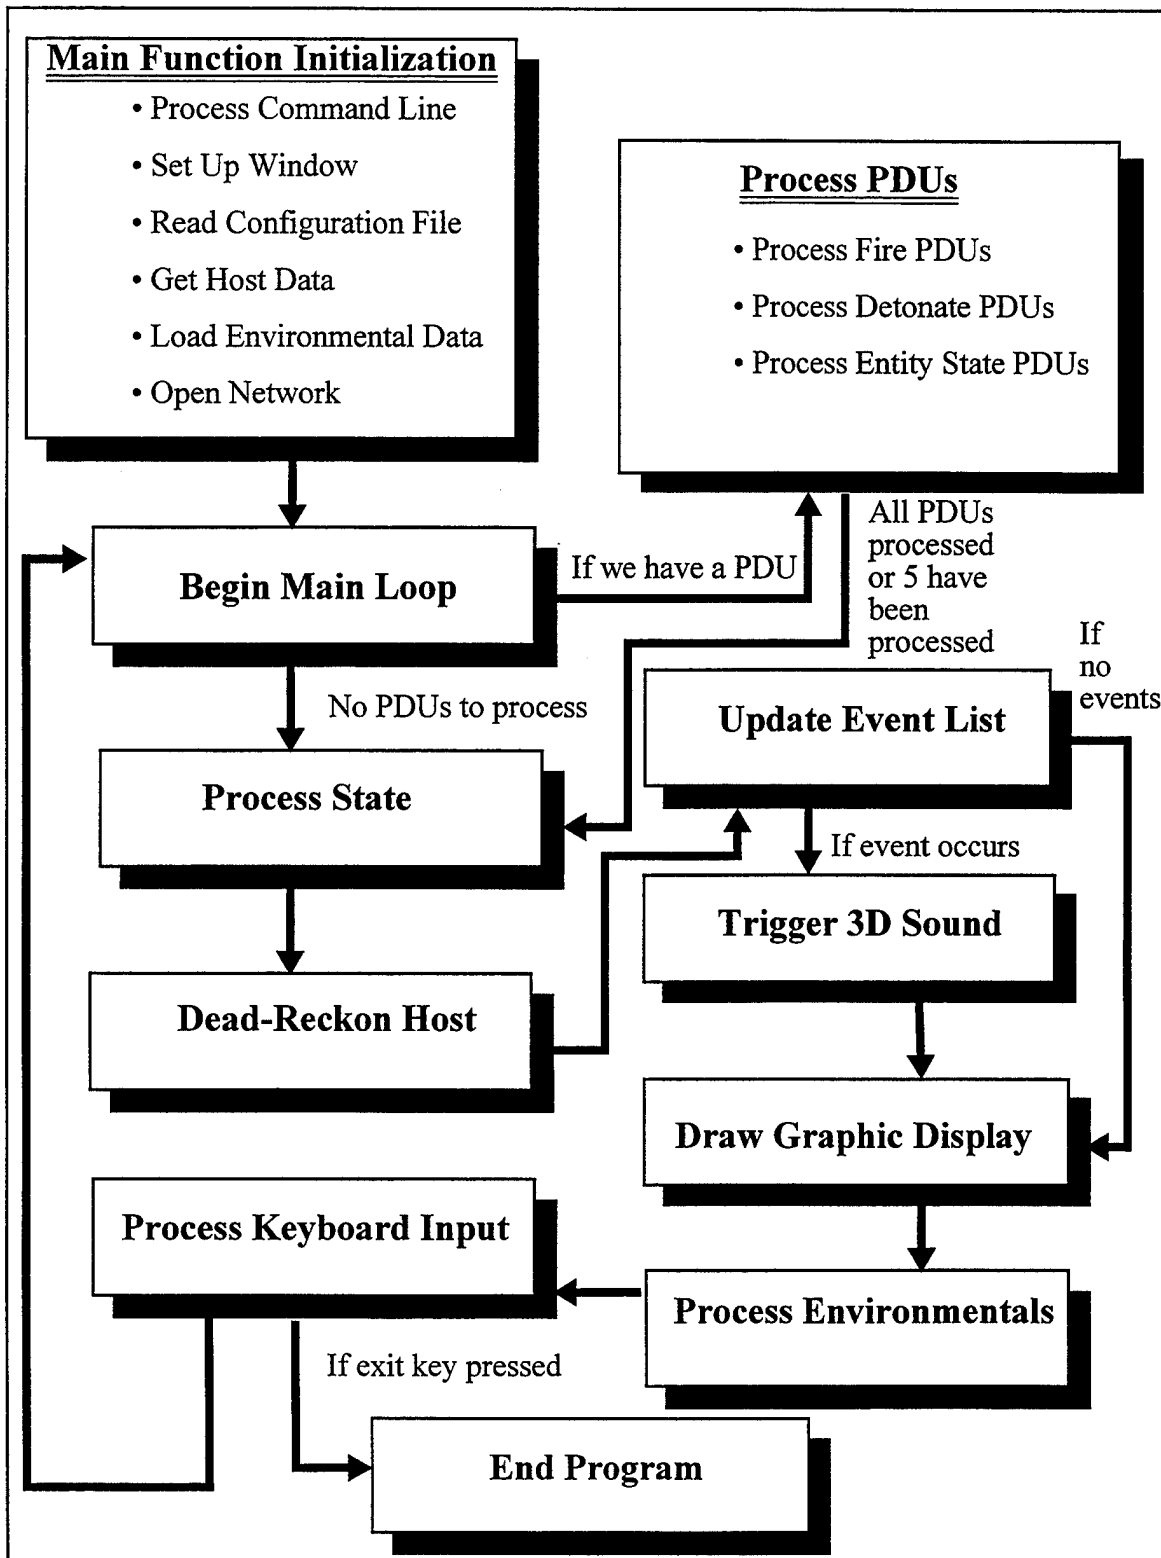 Main Function Initialization
• Process Command Line
• Set Up Window
• Read Configuration File
• Get Host Data
• Load Environmental Data
• Open Network
Process PDUs
• Process Fire PDUs
• Process Detonate PDUs
• Process Entity State PDUs
Begin Main Loop
If we have a PDU
All PDUs
processed
or 5 have
been
processed
No PDUs to process
If
no
events
Update Event List
Process State
If event occurs
Trigger 3D Sound
Dead-Reckon Host
Draw Graphic Display
Process Keyboard Input
Process Environmentals
If exit key pressed
End Program